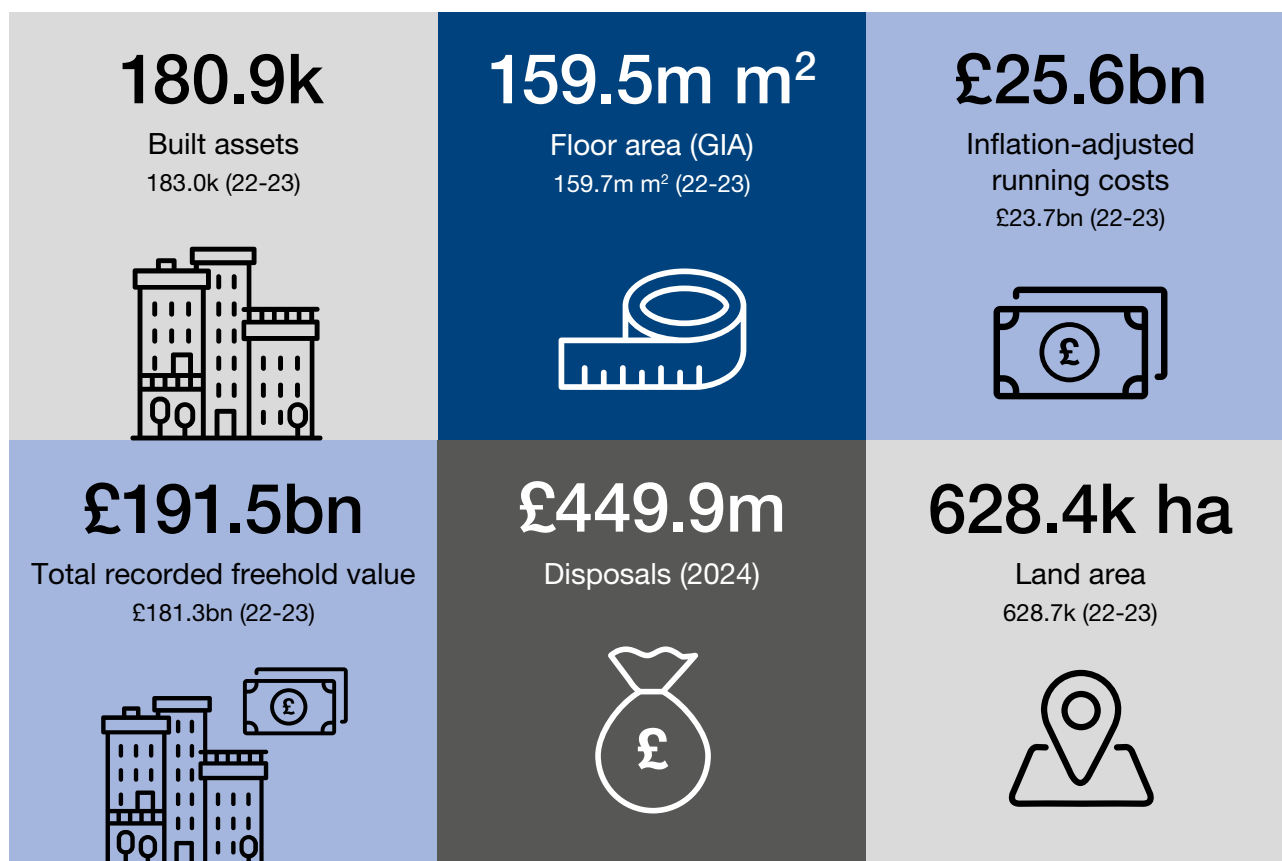 180.9k
Built assets
183.0k (22-23)
159.5m m²
Floor area (GIA)
159.7m m² (22-23)
£25.6bn
Inflation-adjusted
running costs
£23.7bn (22-23)
£
£191.5bn
Total recorded freehold value
£181.3bn (22-23)
£
£449.9m
Disposals (2024)
£
628.4k ha
Land area
628.7k (22-23)